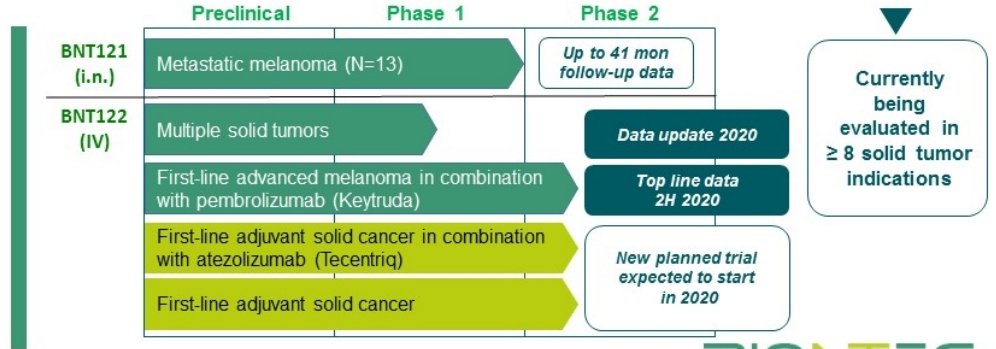 Preclinical Phase 1 Phase 2
BNT121
(i.n.)
Metastatic melanoma (N=13)
Up to 41 mon
follow-up data
BNT122
(IV)
Multiple solid tumors
Data update 2020
First-line advanced melanoma in combination
with pembrolizumab (Keytruda)
Top line data
2H 2020
First-line adjuvant solid cancer in combination
with atezolizumab (Tecentriq)
First-line adjuvant solid cancer
New planned trial
expected to start
in 2020
Currently
being
evaluated in
≥ 8 solid tumor
indications